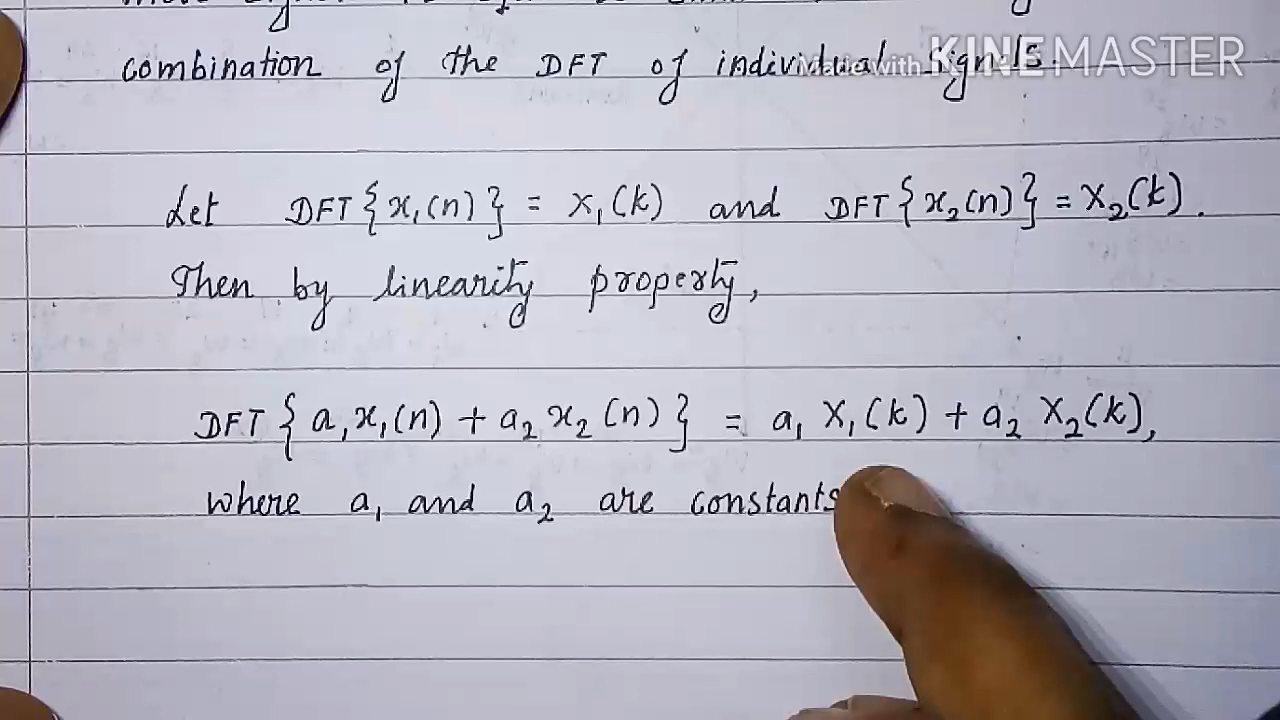 combination of the DFT of individual signals.
Made with KINEMASTER
Let DFT{x₁(n)} = X₁(k) and DFT{x₂(n)} = X₂(k).
Then by linearity property,
DFT{a₁x₁(n) + a₂x₂(n)} = a₁ X₁(k) + a₂ X₂(k),
where a₁ and a₂ are constants